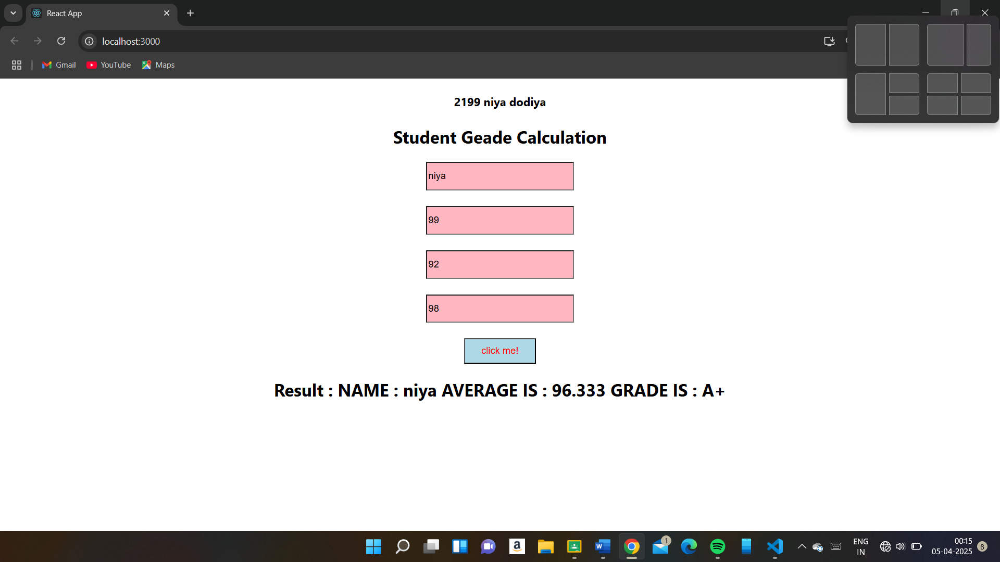 React App
localhost:3000
Gmail
YouTube
Maps
2199 niya dodiya
Student Geade Calculation
niya
99
92
98
click me!
Result : NAME : niya AVERAGE IS : 96.333 GRADE IS : A+
a
W
1
ENG
IN
00:15
05-04-2025
8